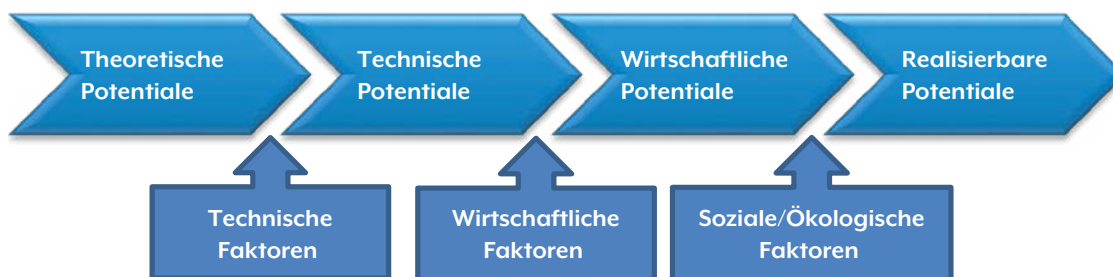 Theoretische
Potentiale
Technische
Potentiale
Wirtschaftliche
Potentiale
Realisierbare
Potentiale
Technische
Faktoren
Wirtschaftliche
Faktoren
Soziale/Ökologische
Faktoren